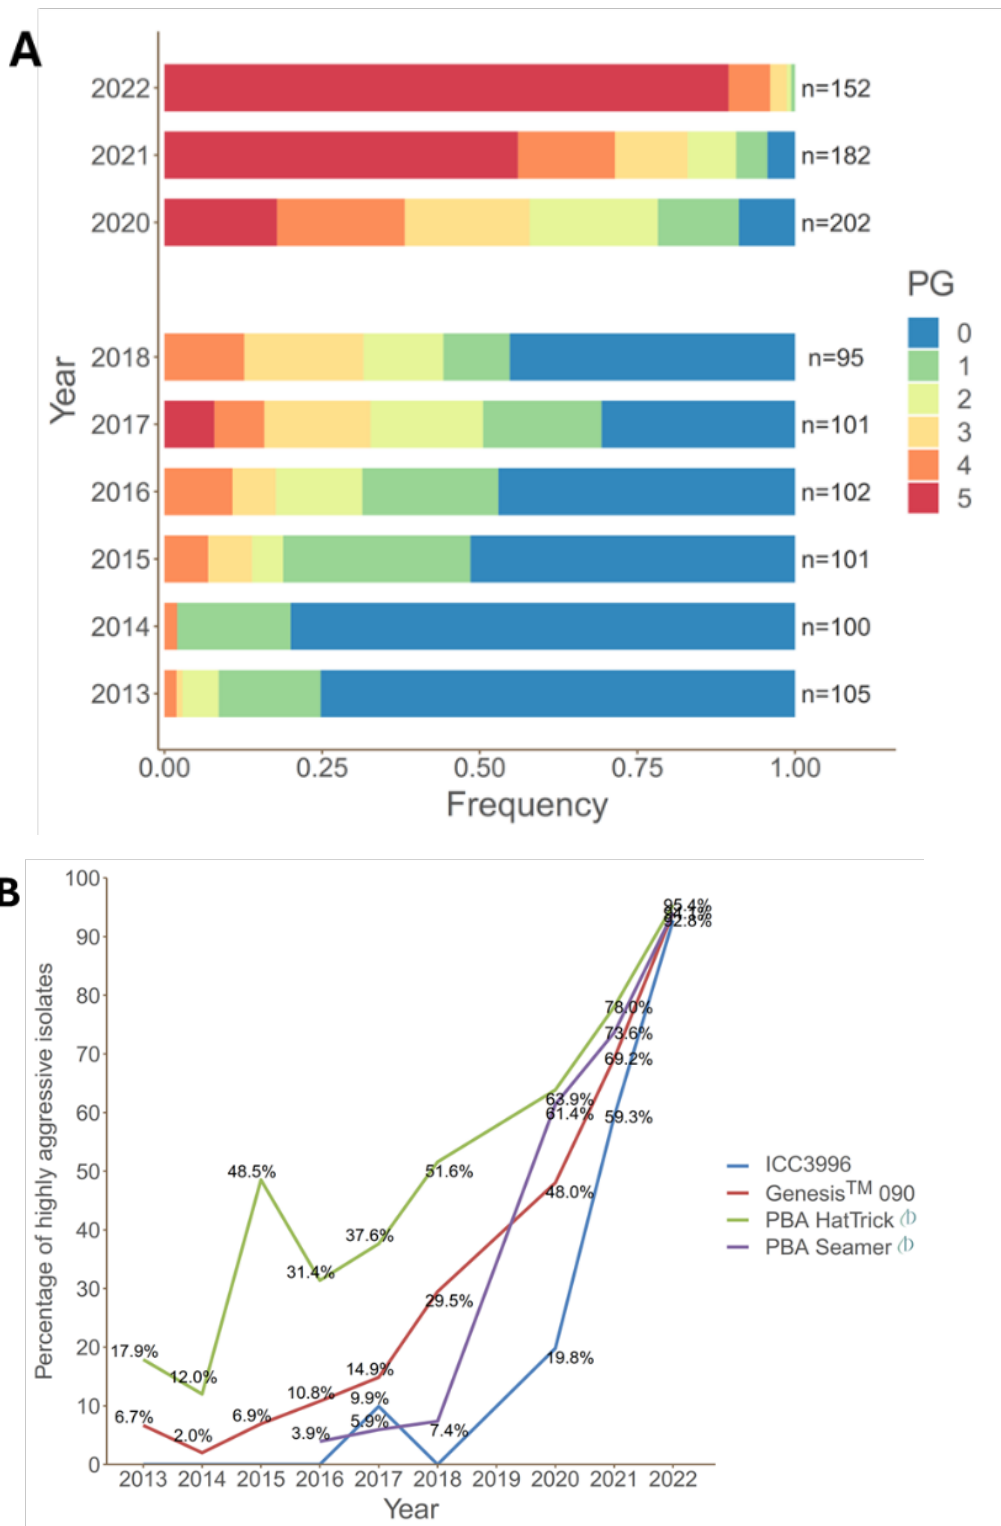 A
2022
n=152
2021
n=182
2020
n=202
2018
n=95
2017
n=101
2016
n=102
2015
n=101
2014
n=100
2013
n=105
Year
0.00 0.25 0.50 0.75 1.00
Frequency
PG
0
1
2
3
4
5
B
Percentage of highly aggressive isolates
100
90
80
70
60
50
40
30
20
10
0
17.9%
12.0%
48.5%
31.4%
37.6%
51.6%
63.9%
78.0%
95.4%
6.7%
2.0%
6.9%
10.8%
14.9%
29.5%
48.0%
69.2%
94.1%
3.9%
5.9%
7.4%
61.4%
73.6%
9.9%
19.8%
59.3%
92.8%
2013 2014 2015 2016 2017 2018 2019 2020 2021 2022
Year
ICC3996
Genesis™ 090
PBA HatTrick
PBA Seamer